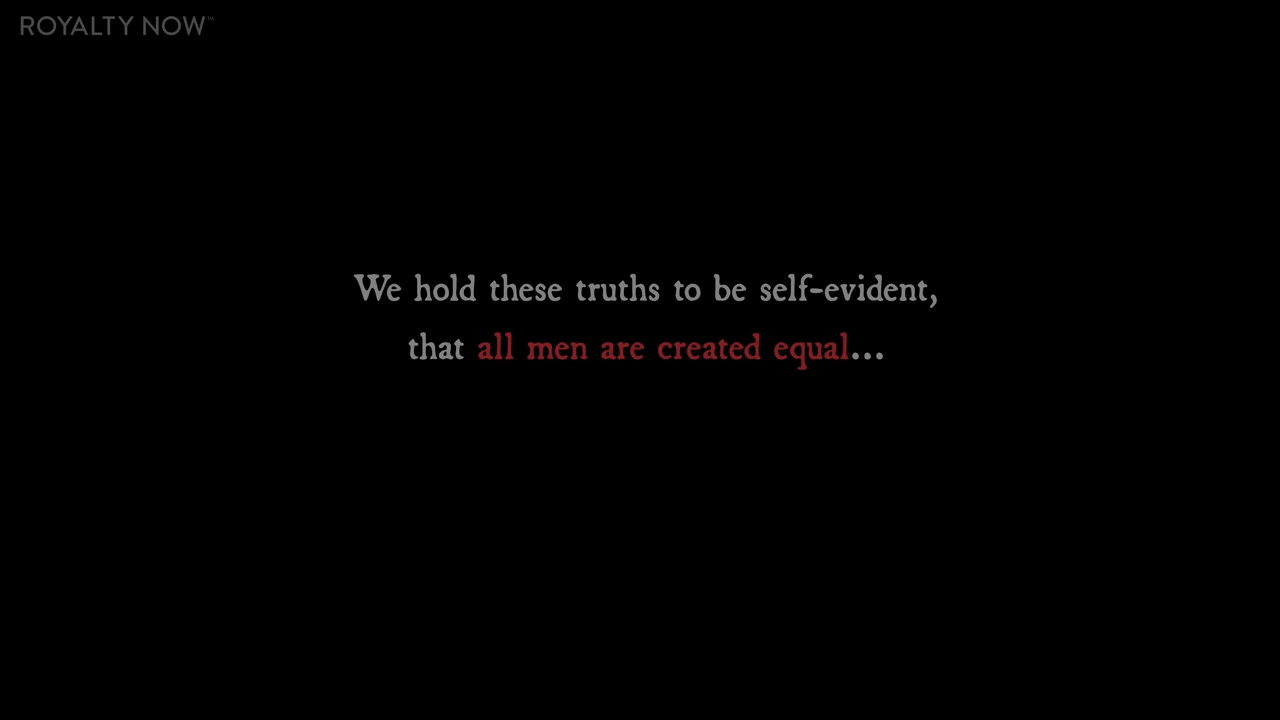 ROYALTY NOW™
We hold these truths to be self-evident,
that all men are created equal...